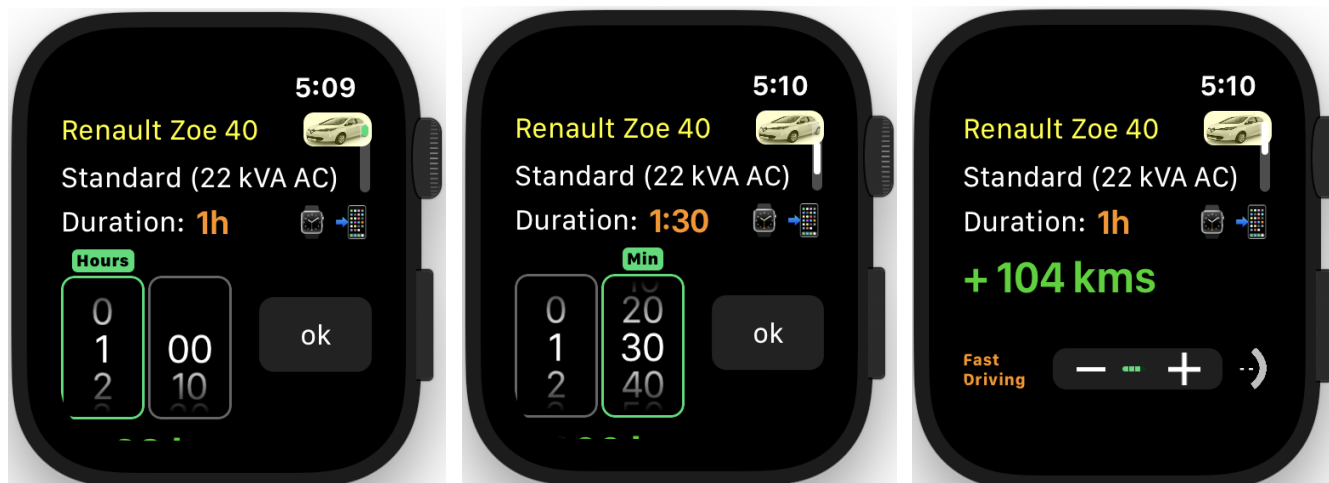 5:09
Renault Zoe 40
Standard (22 kVA AC)
Duration: 1h
Hours
0
1 00
2 10
ok
5:10
Renault Zoe 40
Standard (22 kVA AC)
Duration: 1:30
Min
0 20
1 30
2 40
ok
5:10
Renault Zoe 40
Standard (22 kVA AC)
Duration: 1h
+ 104 kms
Fast
Driving